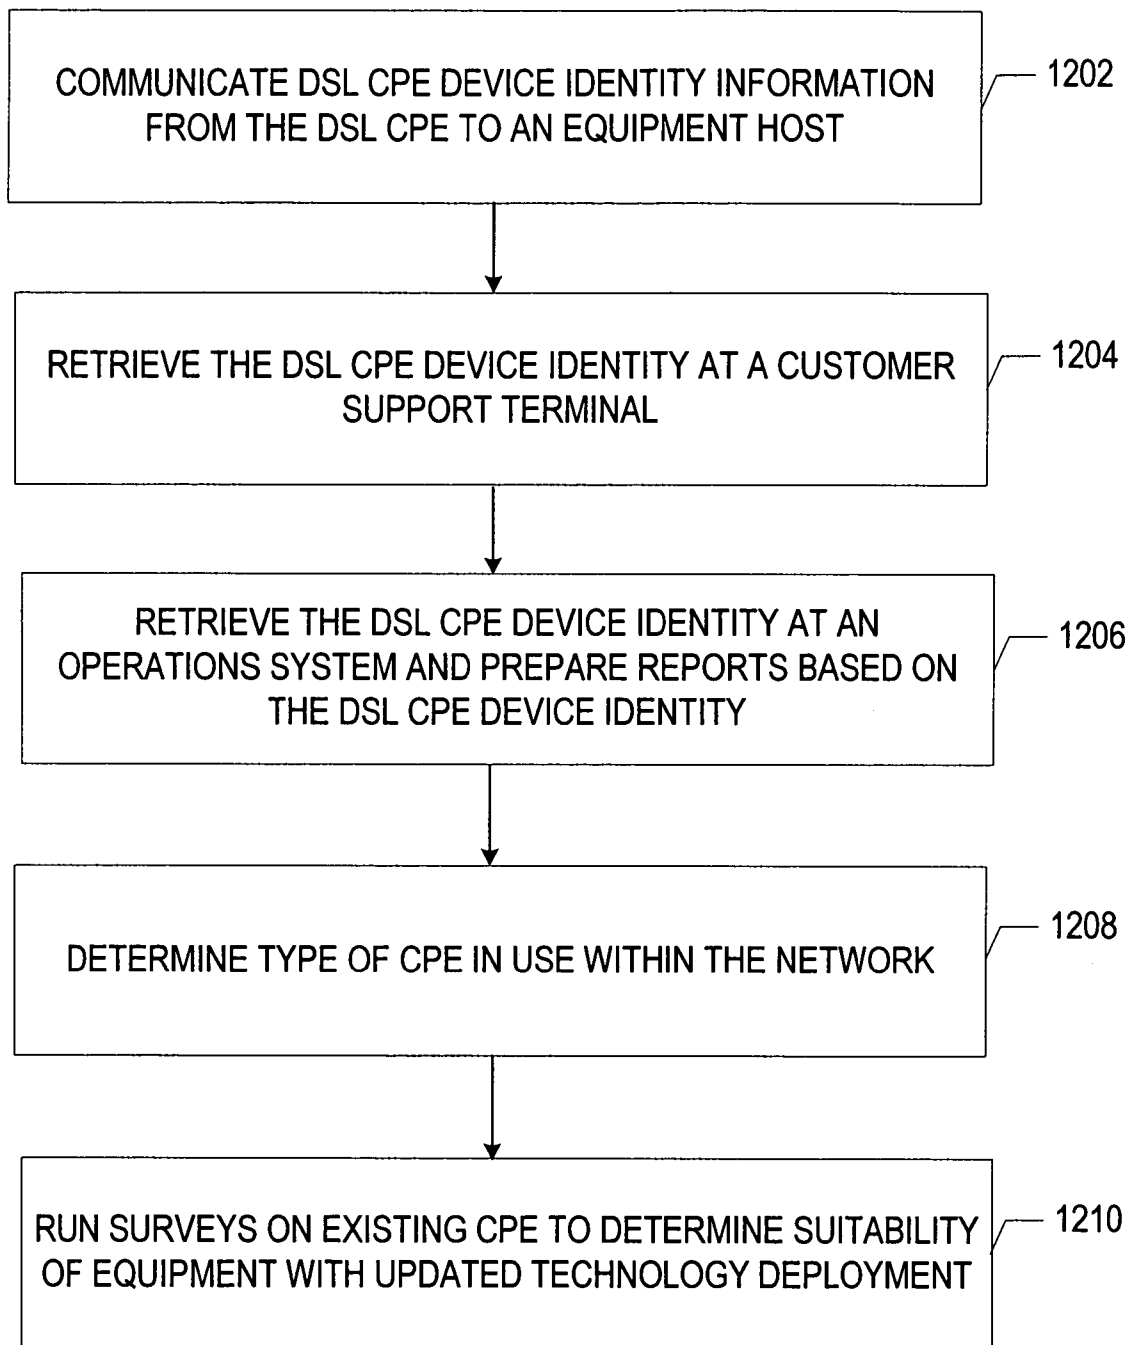 COMMUNICATE DSL CPE DEVICE IDENTITY INFORMATION
FROM THE DSL CPE TO AN EQUIPMENT HOST
1202
RETRIEVE THE DSL CPE DEVICE IDENTITY AT A CUSTOMER
SUPPORT TERMINAL
1204
RETRIEVE THE DSL CPE DEVICE IDENTITY AT AN
OPERATIONS SYSTEM AND PREPARE REPORTS BASED ON
THE DSL CPE DEVICE IDENTITY
1206
DETERMINE TYPE OF CPE IN USE WITHIN THE NETWORK
1208
RUN SURVEYS ON EXISTING CPE TO DETERMINE SUITABILITY
OF EQUIPMENT WITH UPDATED TECHNOLOGY DEPLOYMENT
1210